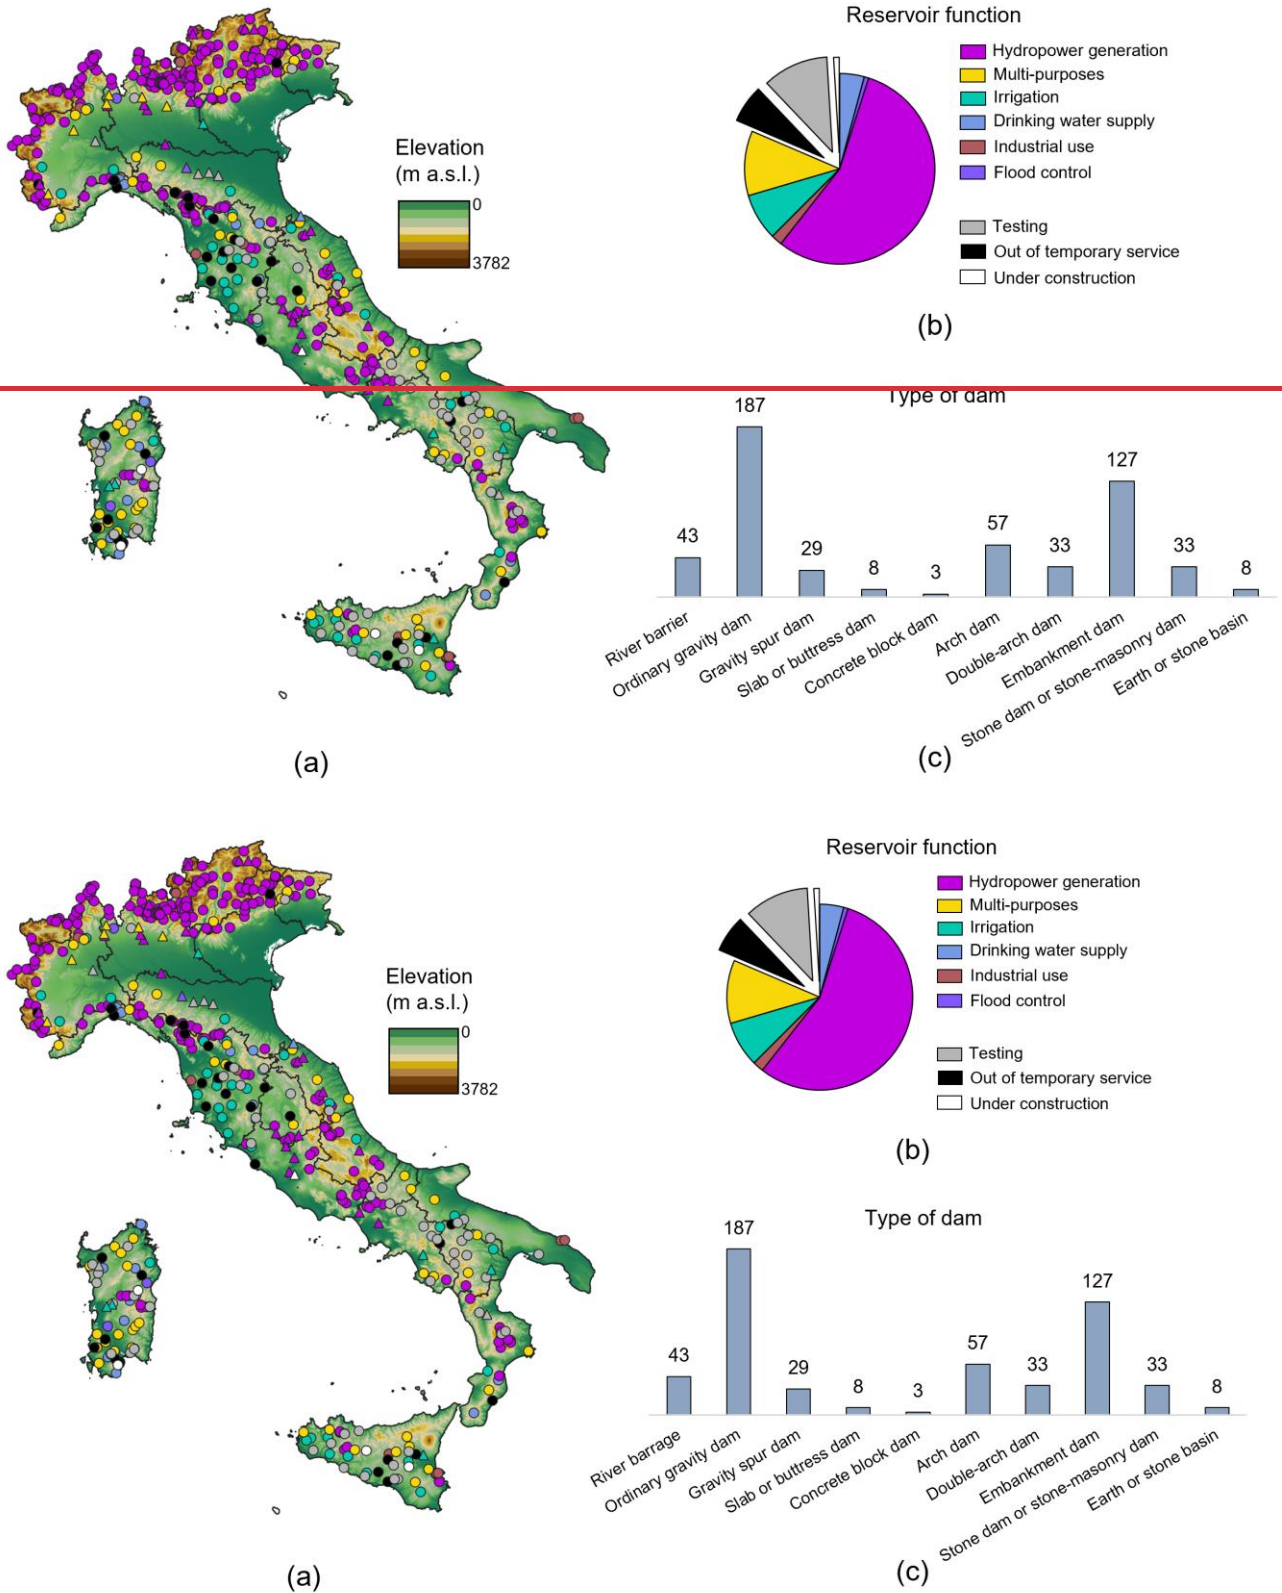 Reservoir function
Hydropower generation
Multi-purposes
Irrigation
Drinking water supply
Industrial use
Flood control
Testing
Out of temporary service
Under construction
Elevation
(m a.s.l.)
0
3782
(b)
Type of dam
187
127
57
43
33
33
29
8
3
8
River barrier
Ordinary gravity dam
Gravity spur dam
Slab or buttress dam
Concrete block dam
Arch dam
Double-arch dam
Embankment dam
Stone dam or stone-masonry dam
Earth or stone basin
(a)
(c)
Reservoir function
Hydropower generation
Multi-purposes
Irrigation
Drinking water supply
Industrial use
Flood control
Testing
Out of temporary service
Under construction
Elevation
(m a.s.l.)
0
3782
(b)
Type of dam
187
127
57
43
33
33
29
8
3
8
River barrage
Ordinary gravity dam
Gravity spur dam
Slab or buttress dam
Concrete block dam
Arch dam
Double-arch dam
Embankment dam
Stone dam or stone-masonry dam
Earth or stone basin
(a)
(c)